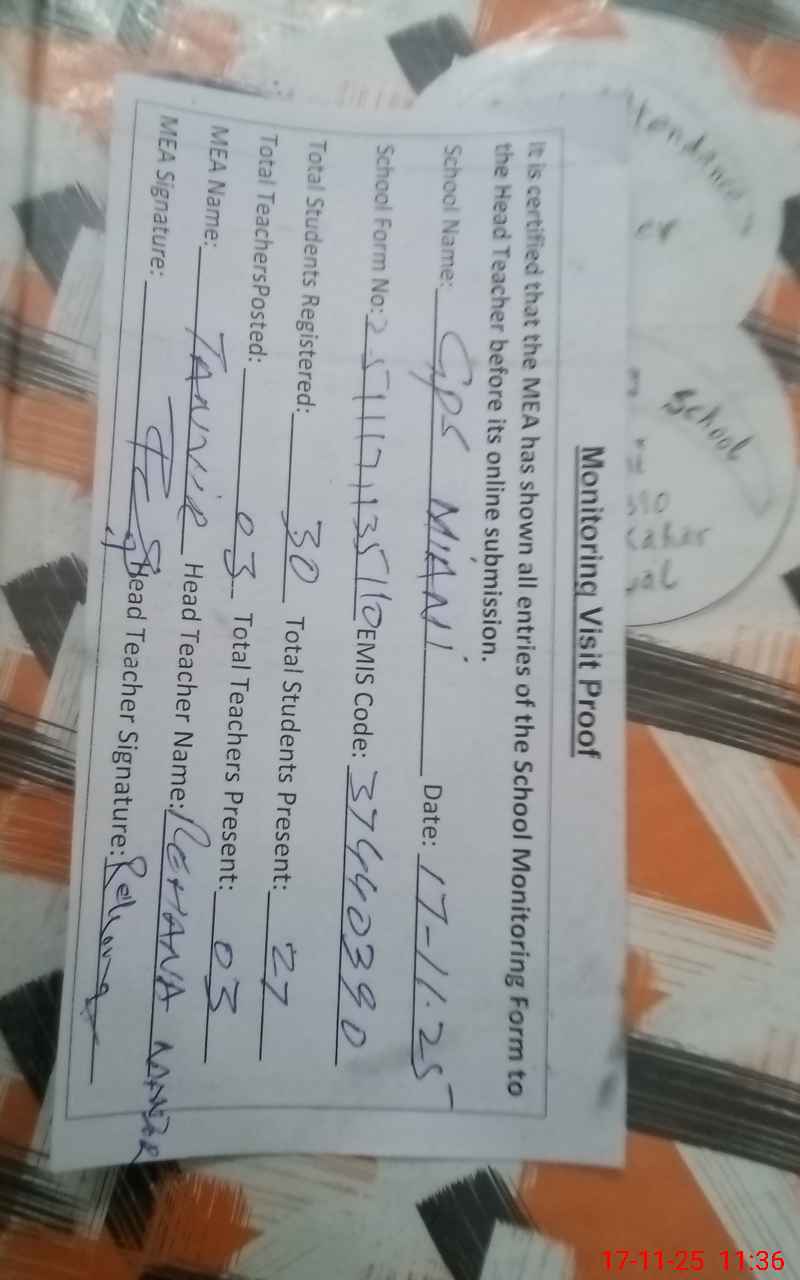 Monitoring Visit Proof
It is certified that the MEA has shown all entries of the School Monitoring Form to
the Head Teacher before its online submission.
School Name: GPS MIANI Date: 17-11-25
School Form No: EMIS Code: 37440390
Total Students Registered: 30 Total Students Present: 27
Total TeachersPosted: 03 Total Teachers Present: 03
MEA Name: TANVIR Head Teacher Name: REHANA
MEA Signature: Head Teacher Signature: Rehana
School
17-11-25 11:36